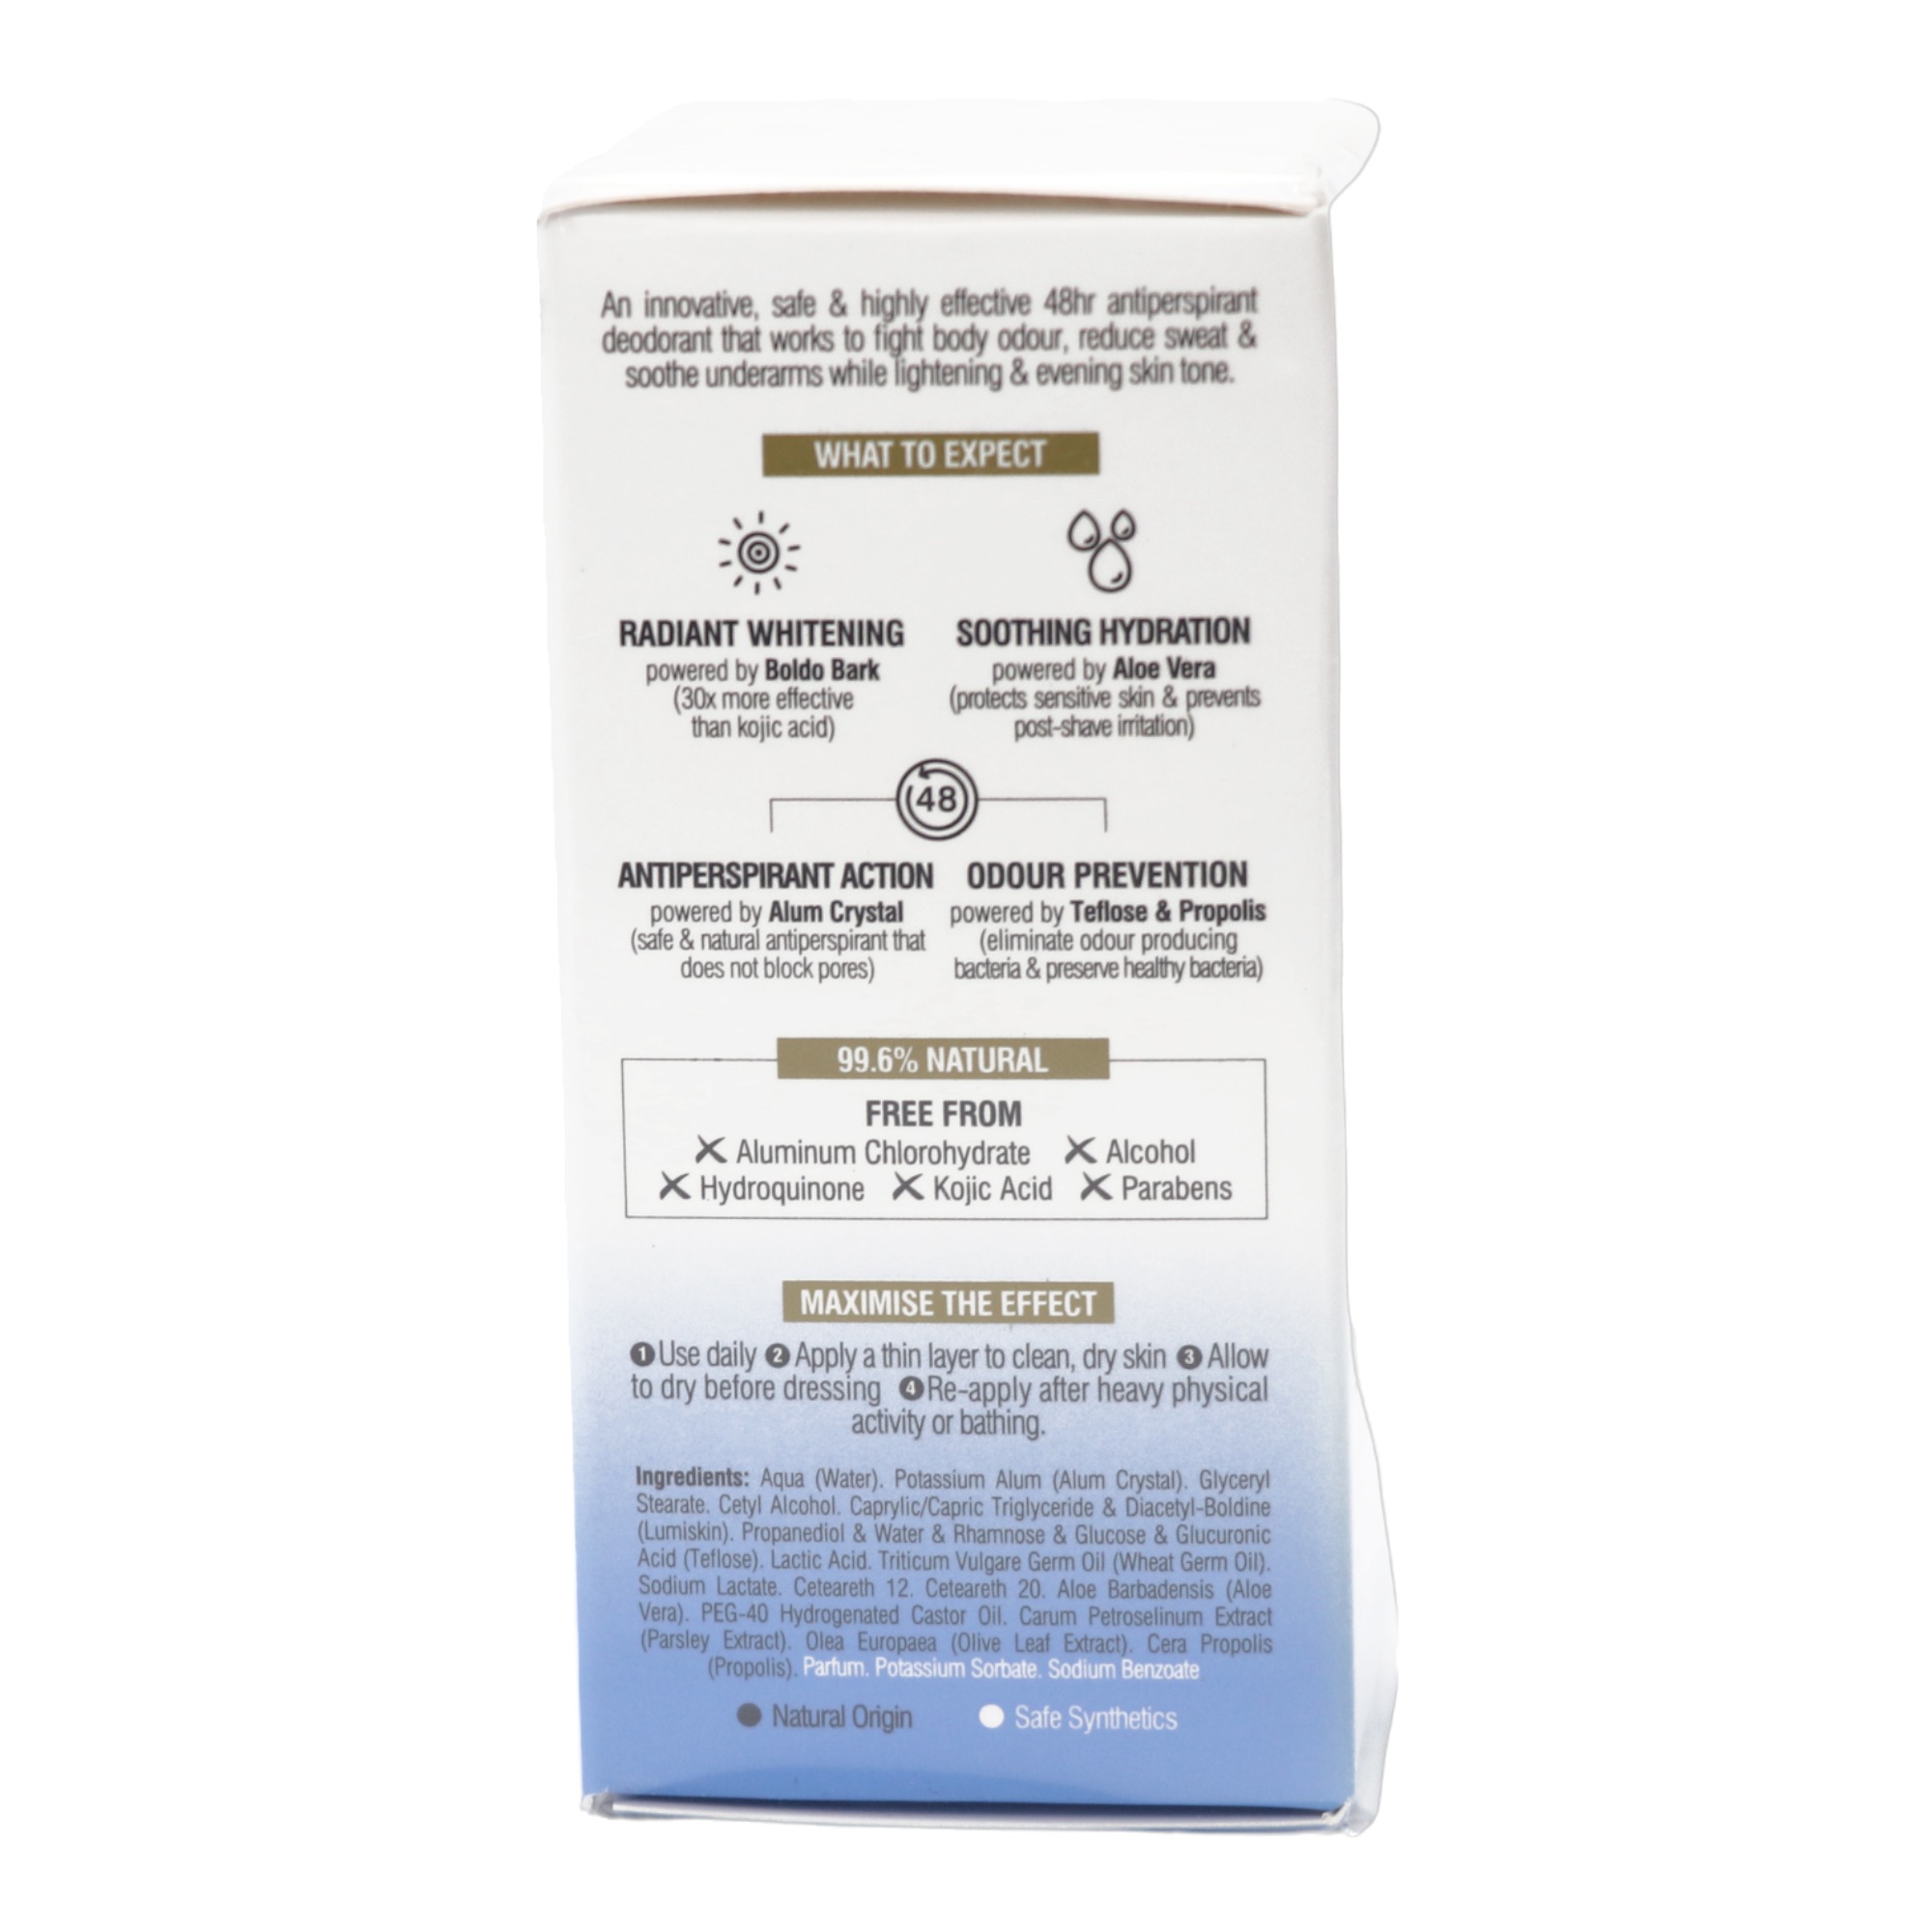 An innovative, safe & highly effective 48hr antiperspirant
deodorant that works to fight body odour, reduce sweat &
soothe underarms while lightening & evening skin tone.
WHAT TO EXPECT
RADIANT WHITENING
powered by Boldo Bark
(30x more effective
than kojic acid)
SOOTHING HYDRATION
powered by Aloe Vera
(protects sensitive skin & prevents
post-shave irritation)
48
ANTIPERSPIRANT ACTION
powered by Alum Crystal
(safe & natural antiperspirant that
does not block pores)
ODOUR PREVENTION
powered by Teflose & Propolis
(eliminate odour producing
bacteria & preserve healthy bacteria)
99.6% NATURAL
FREE FROM
Aluminum Chlorohydrate Alcohol
Hydroquinone Kojic Acid Parabens
MAXIMISE THE EFFECT
1 Use daily 2 Apply a thin layer to clean, dry skin 3 Allow
to dry before dressing 4 Re-apply after heavy physical
activity or bathing.
Ingredients: Aqua (Water). Potassium Alum (Alum Crystal). Glyceryl
Stearate. Cetyl Alcohol. Caprylic/Capric Triglyceride & Diacetyl-Boldine
(Lumiskin). Propanediol & Water & Rhamnose & Glucose & Glucuronic
Acid (Teflose). Lactic Acid. Triticum Vulgare Germ Oil (Wheat Germ Oil).
Sodium Lactate. Ceteareth 12. Ceteareth 20. Aloe Barbadensis (Aloe
Vera). PEG-40 Hydrogenated Castor Oil. Carum Petroselinum Extract
(Parsley Extract). Olea Europaea (Olive Leaf Extract). Cera Propolis
(Propolis). Parfum. Potassium Sorbate. Sodium Benzoate
Natural Origin Safe Synthetics